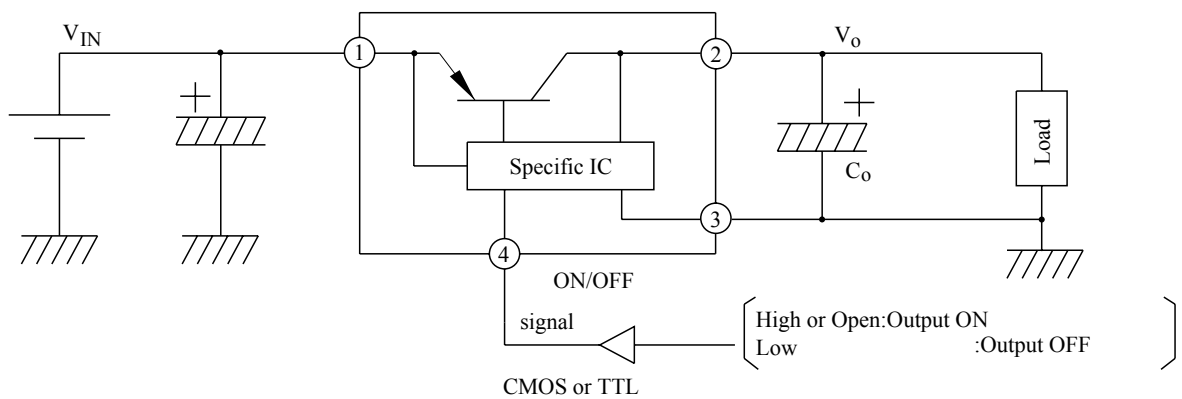 V_IN
1
2
V_o
+
+
Specific IC
C_o
Load
3
4
ON/OFF
signal
High or Open:Output ON
Low :Output OFF
CMOS or TTL